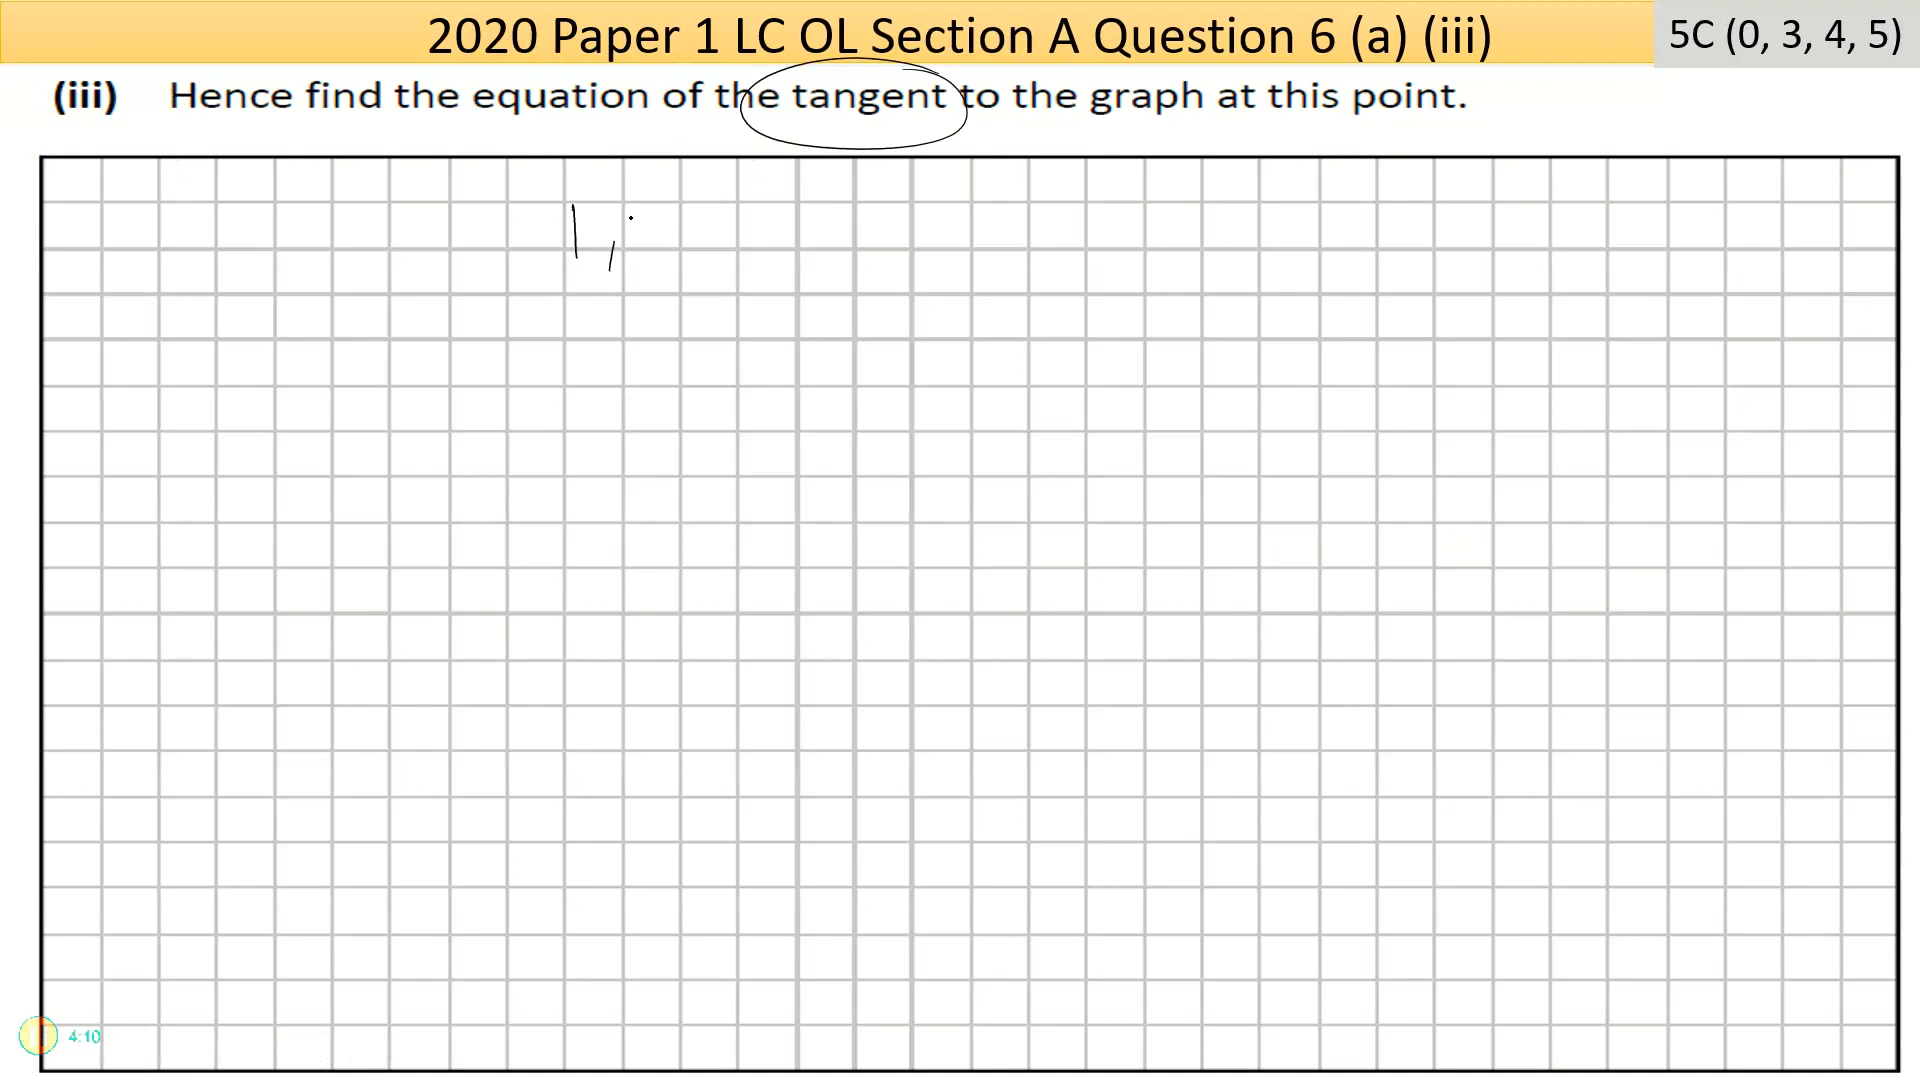 2020 Paper 1 LC OL Section A Question 6 (a) (iii)
5C (0, 3, 4, 5)
(iii) Hence find the equation of the tangent to the graph at this point.
1,
4:10